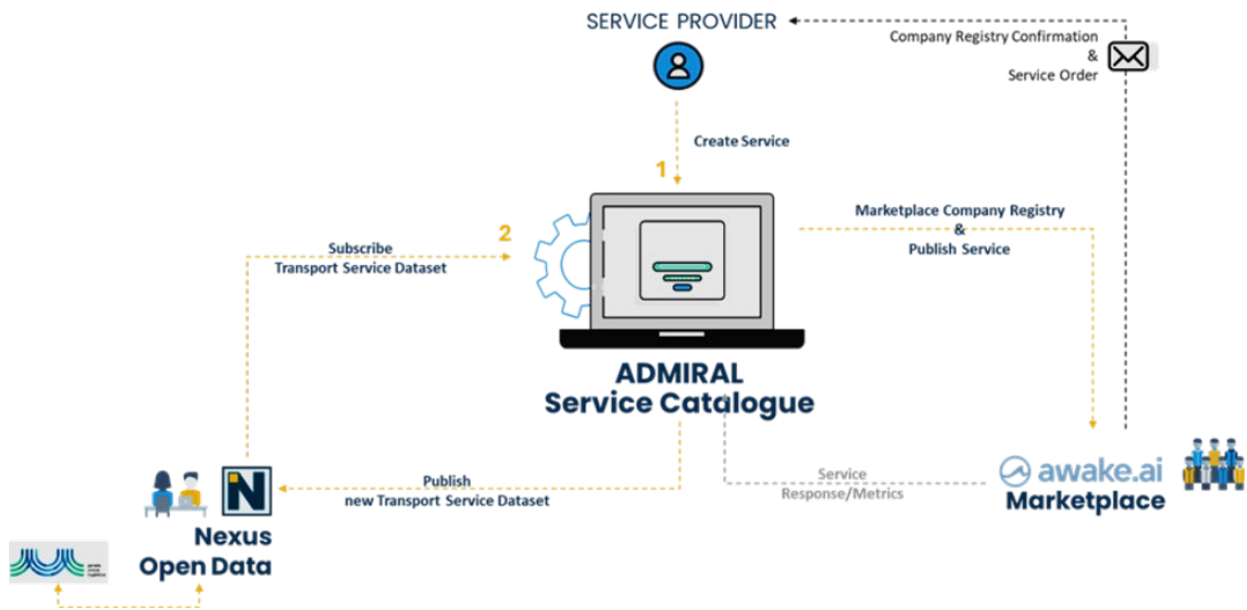 SERVICE PROVIDER
Company Registry Confirmation
&
Service Order
Create Service
1
Marketplace Company Registry
&
Publish Service
2
Subscribe
Transport Service Dataset
ADMIRAL
Service Catalogue
Publish
new Transport Service Dataset
Service
Response/Metrics
awake.ai
Marketplace
N
Nexus
Open Data